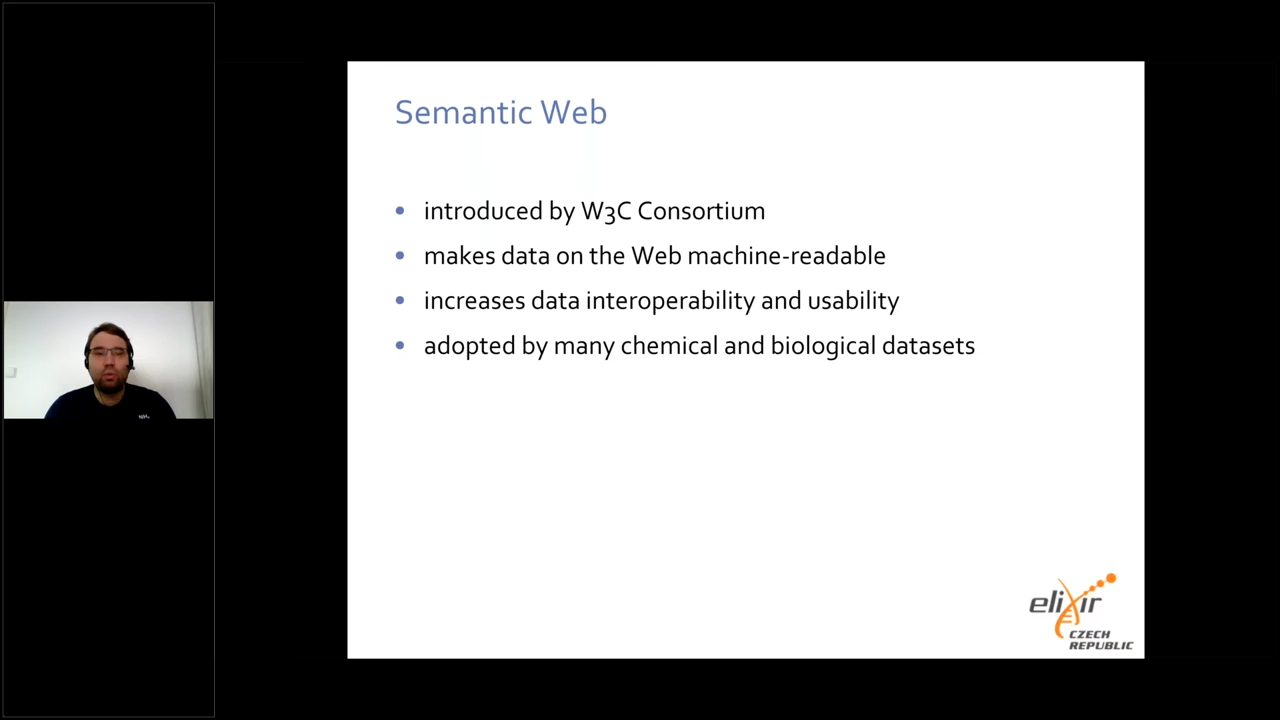 Semantic Web
introduced by W3C Consortium
makes data on the Web machine-readable
increases data interoperability and usability
adopted by many chemical and biological datasets
elixir
CZECH
REPUBLIC